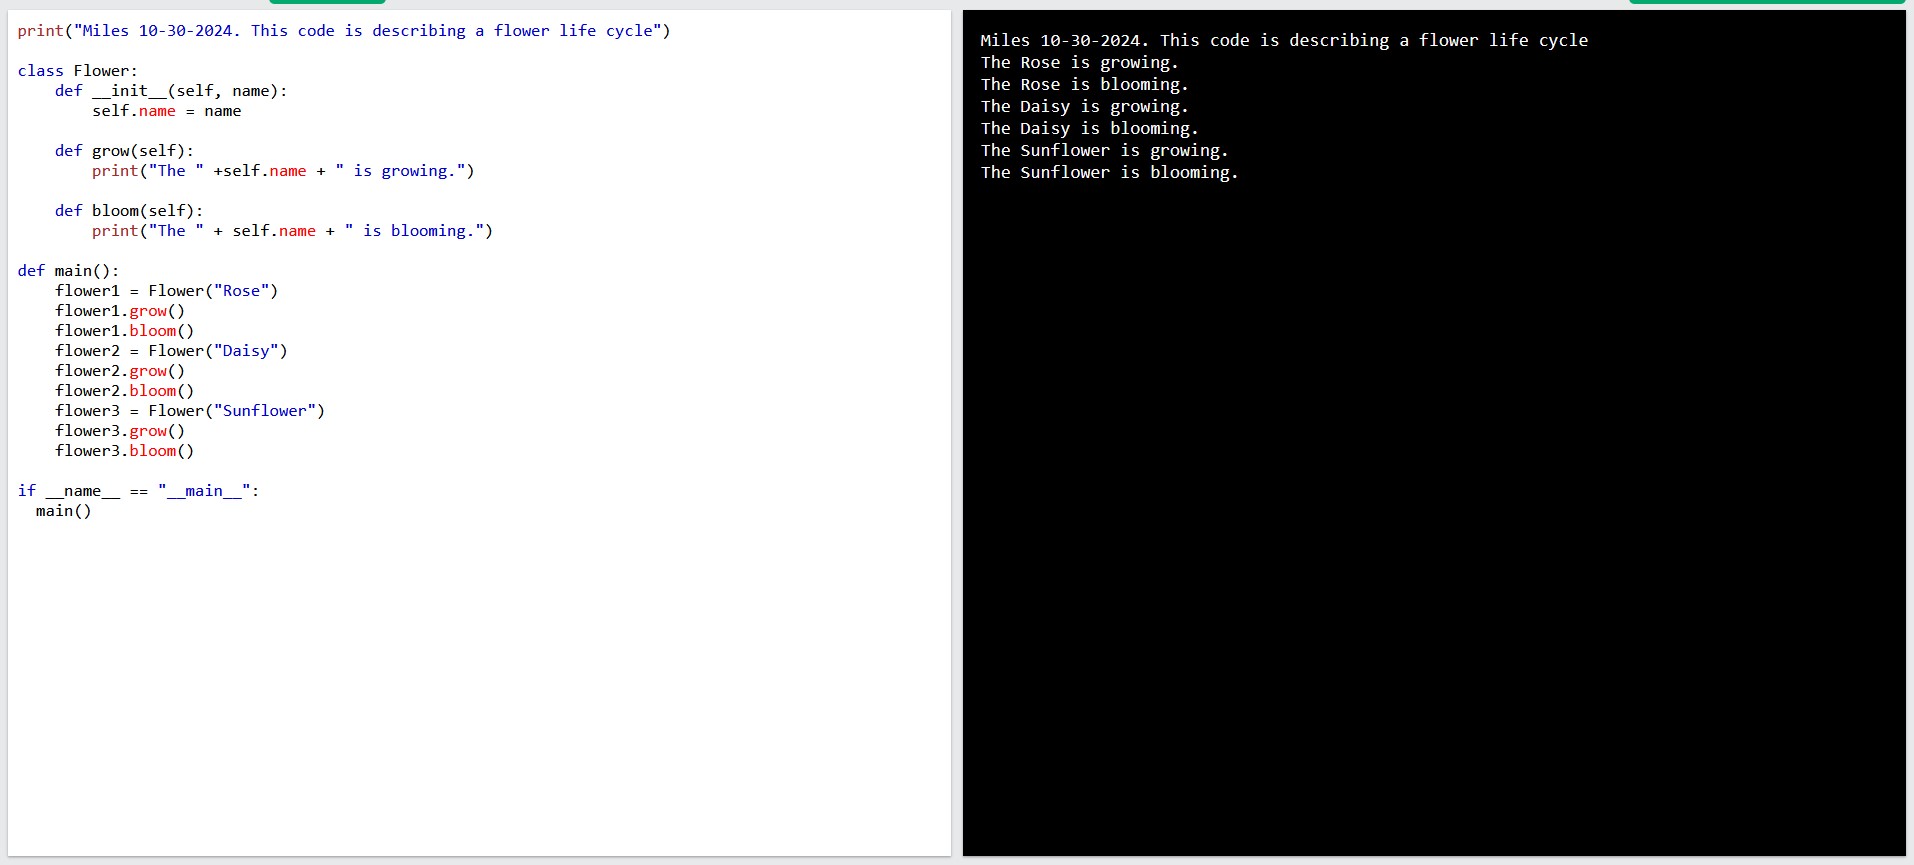 print("Miles 10-30-2024. This code is describing a flower life cycle")
class Flower:
    def __init__(self, name):
        self.name = name
    def grow(self):
        print("The " +self.name + " is growing.")
    def bloom(self):
        print("The " + self.name + " is blooming.")
def main():
    flower1 = Flower("Rose")
    flower1.grow()
    flower1.bloom()
    flower2 = Flower("Daisy")
    flower2.grow()
    flower2.bloom()
    flower3 = Flower("Sunflower")
    flower3.grow()
    flower3.bloom()
if __name__ == "__main__":
  main()
Miles 10-30-2024. This code is describing a flower life cycle
The Rose is growing.
The Rose is blooming.
The Daisy is growing.
The Daisy is blooming.
The Sunflower is growing.
The Sunflower is blooming.